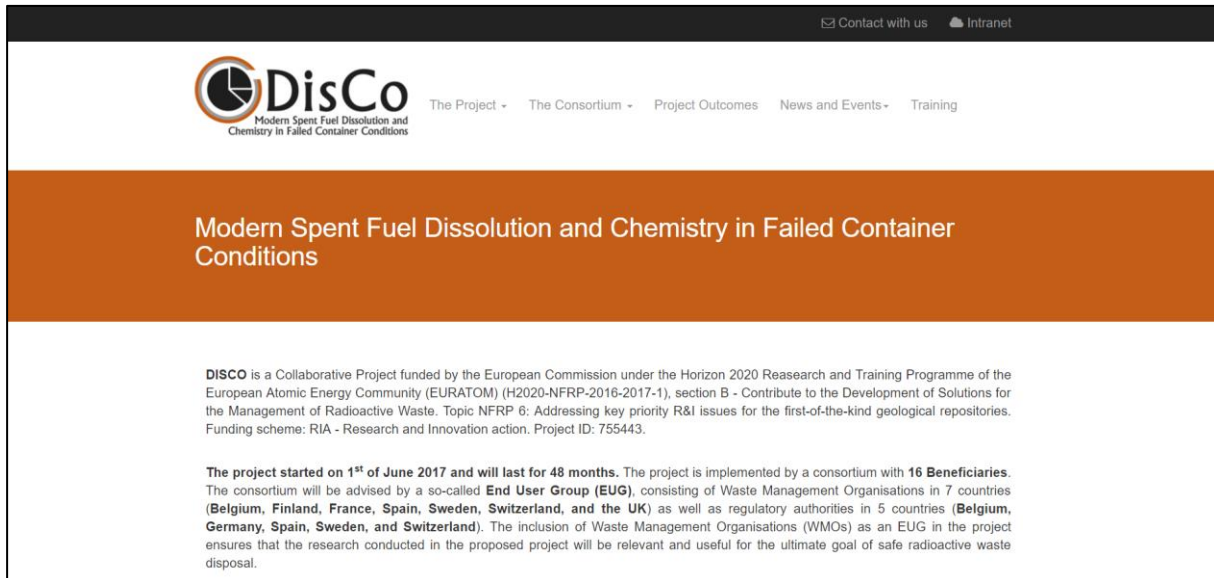 Contact with us Intranet
DisCo
Modern Spent Fuel Dissolution and
Chemistry in Failed Container Conditions
The Project The Consortium Project Outcomes News and Events Training
Modern Spent Fuel Dissolution and Chemistry in Failed Container
Conditions
DISCO is a Collaborative Project funded by the European Commission under the Horizon 2020 Reasearch and Training Programme of the
European Atomic Energy Community (EURATOM) (H2020-NFRP-2016-2017-1), section B - Contribute to the Development of Solutions for
the Management of Radioactive Waste. Topic NFRP 6: Addressing key priority R&I issues for the first-of-the-kind geological repositories.
Funding scheme: RIA - Research and Innovation action. Project ID: 755443.
The project started on 1st of June 2017 and will last for 48 months. The project is implemented by a consortium with 16 Beneficiaries.
The consortium will be advised by a so-called End User Group (EUG), consisting of Waste Management Organisations in 7 countries
(Belgium, Finland, France, Spain, Sweden, Switzerland, and the UK) as well as regulatory authorities in 5 countries (Belgium,
Germany, Spain, Sweden, and Switzerland). The inclusion of Waste Management Organisations (WMOs) as an EUG in the project
ensures that the research conducted in the proposed project will be relevant and useful for the ultimate goal of safe radioactive waste
disposal.